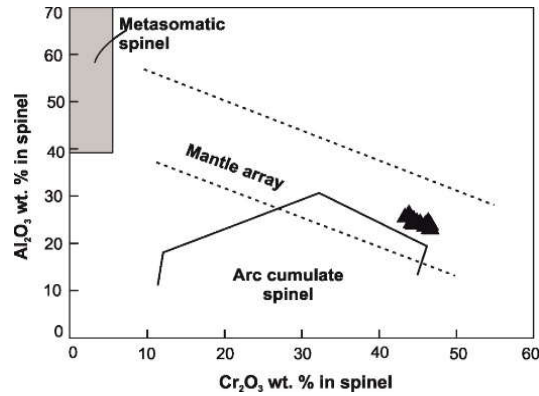 70
60
50
40
30
20
10
0
Al₂O₃ wt. % in spinel
Metasomatic
spinel
Mantle array
Arc cumulate
spinel
0 10 20 30 40 50 60
Cr₂O₃ wt. % in spinel